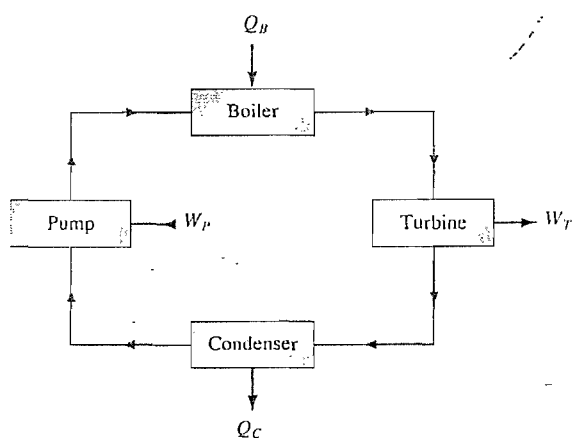 Q_B
Boiler
Pump
W_P
Turbine
W_T
Condenser
Q_C